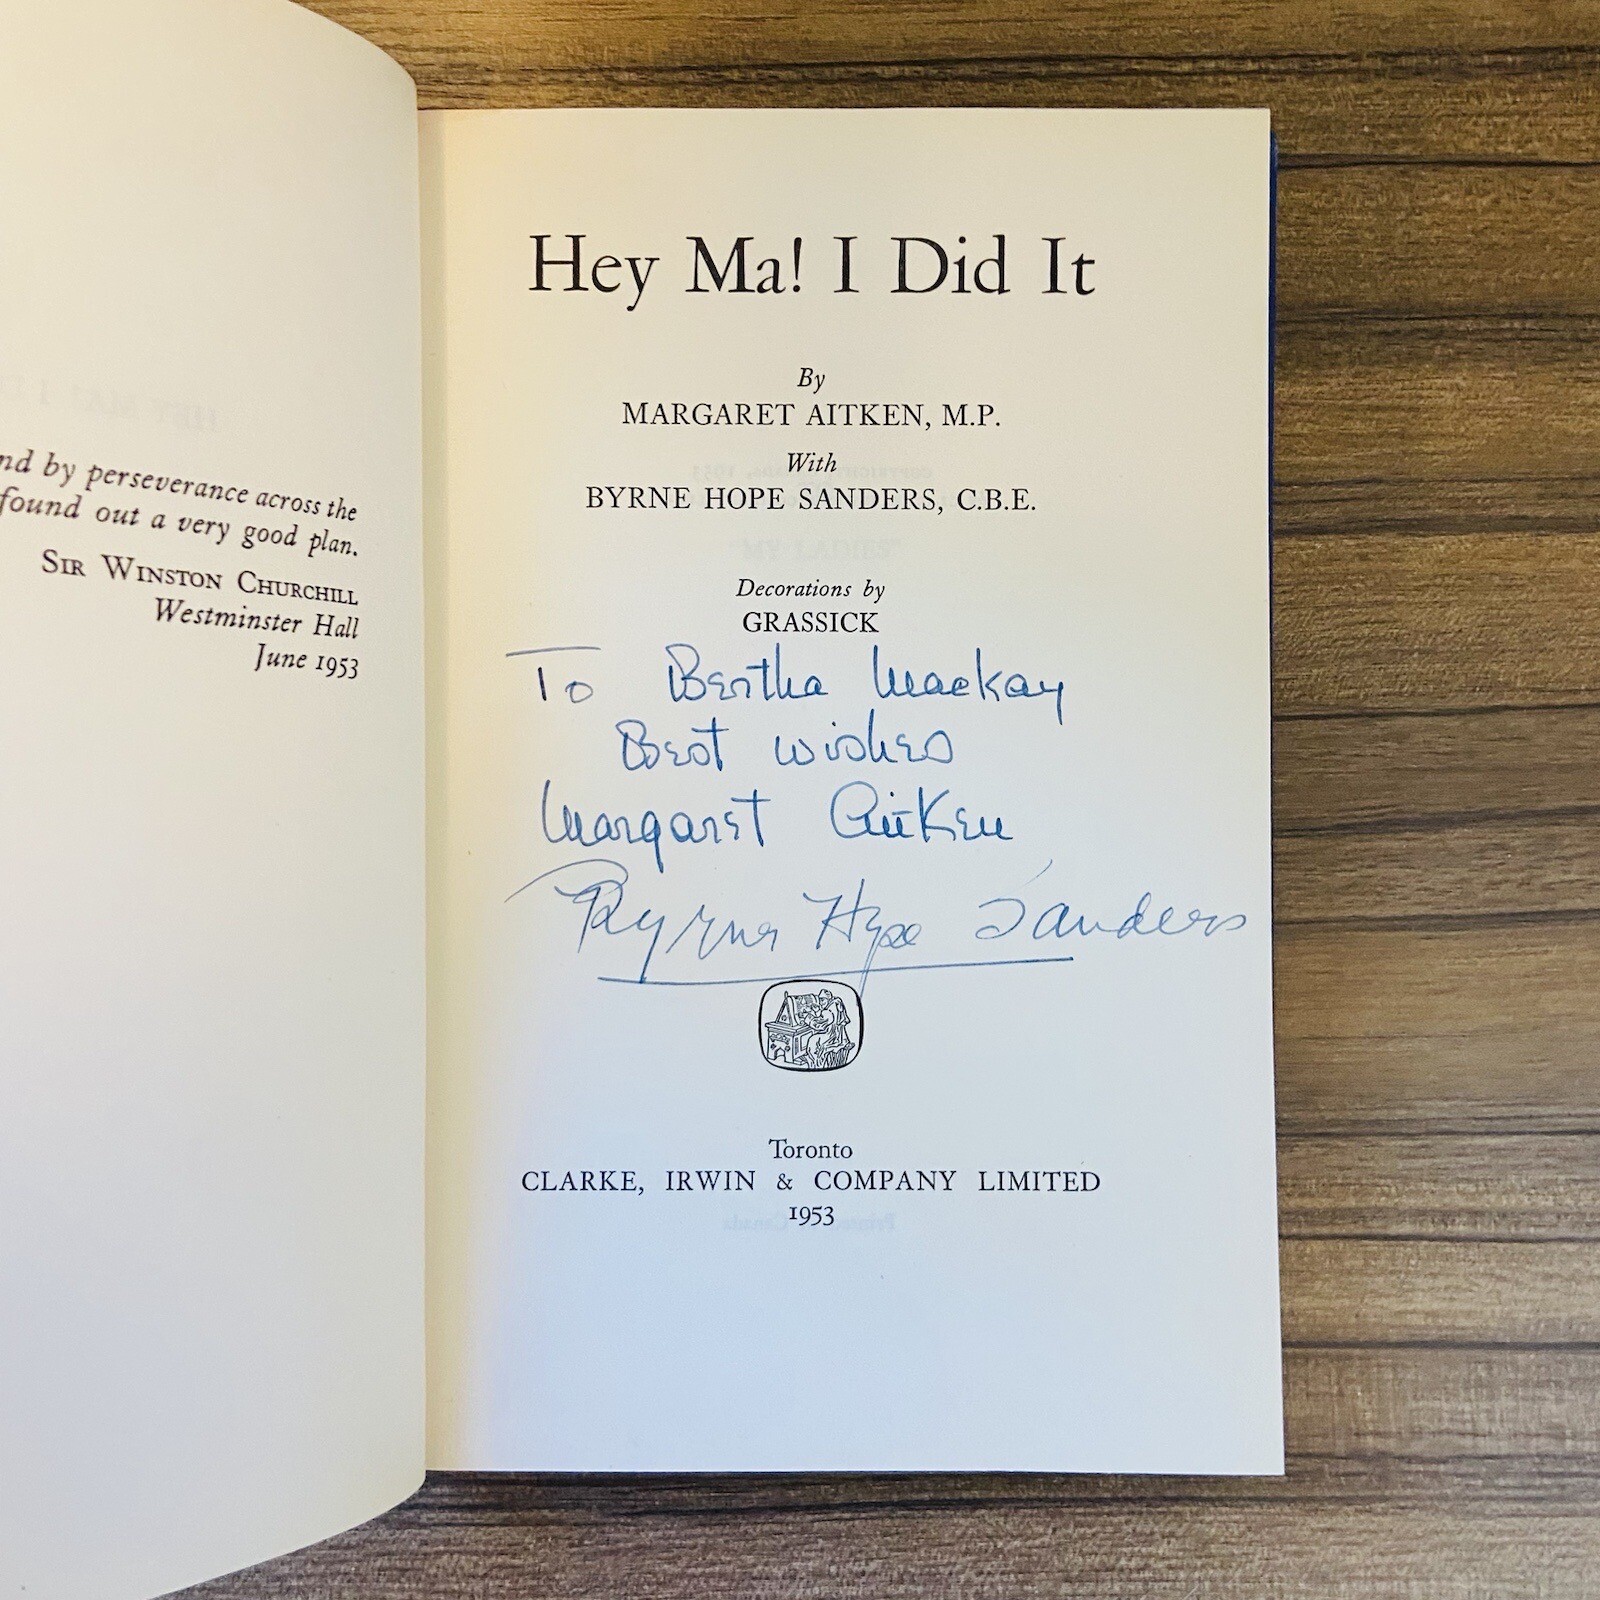 nd by perseverance across the
found out a very good plan.
SIR WINSTON CHURCHILL
Westminster Hall
June 1953
Hey Ma! I Did It
By
MARGARET AITKEN, M.P.
With
BYRNE HOPE SANDERS, C.B.E.
Decorations by
GRASSICK
To Bertha Mackay
Best wishes
Margaret Aitken
Byrne Hope Sanders
Toronto
CLARKE, IRWIN & COMPANY LIMITED
1953